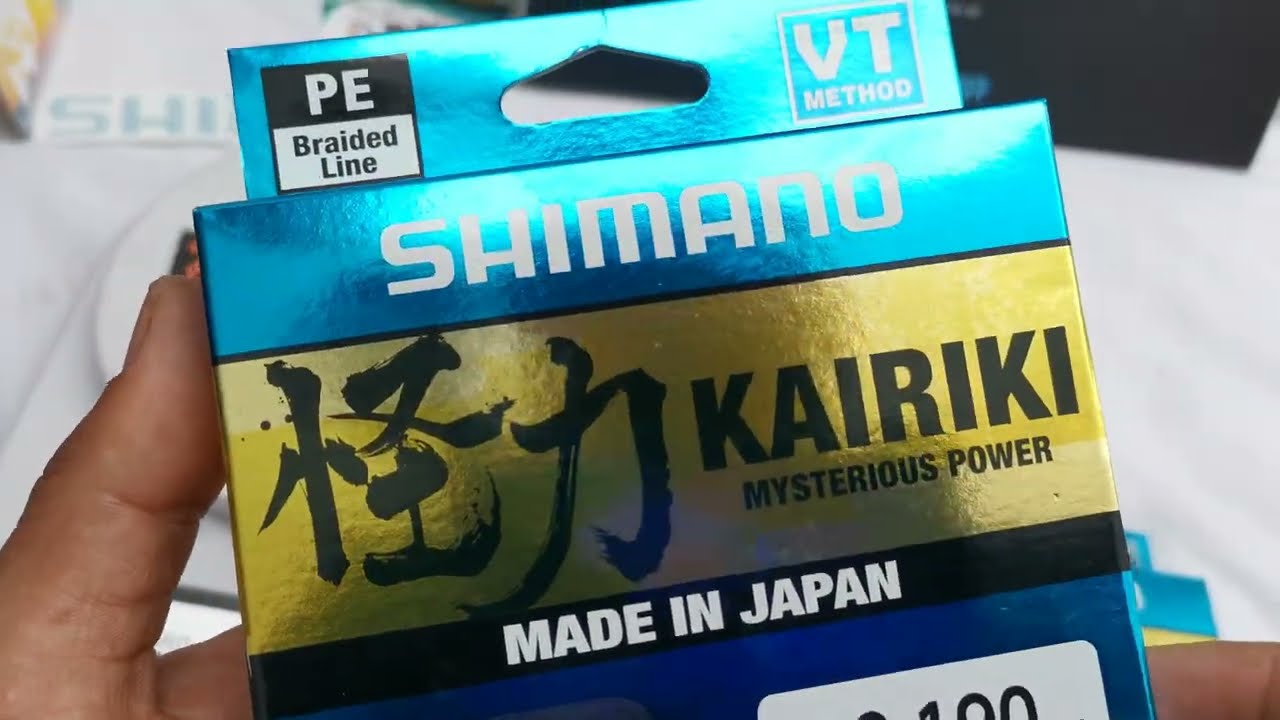 PE
Braided
Line
VT
METHOD
SHIMANO
怪力 KAIRIKI
MYSTERIOUS POWER
MADE IN JAPAN